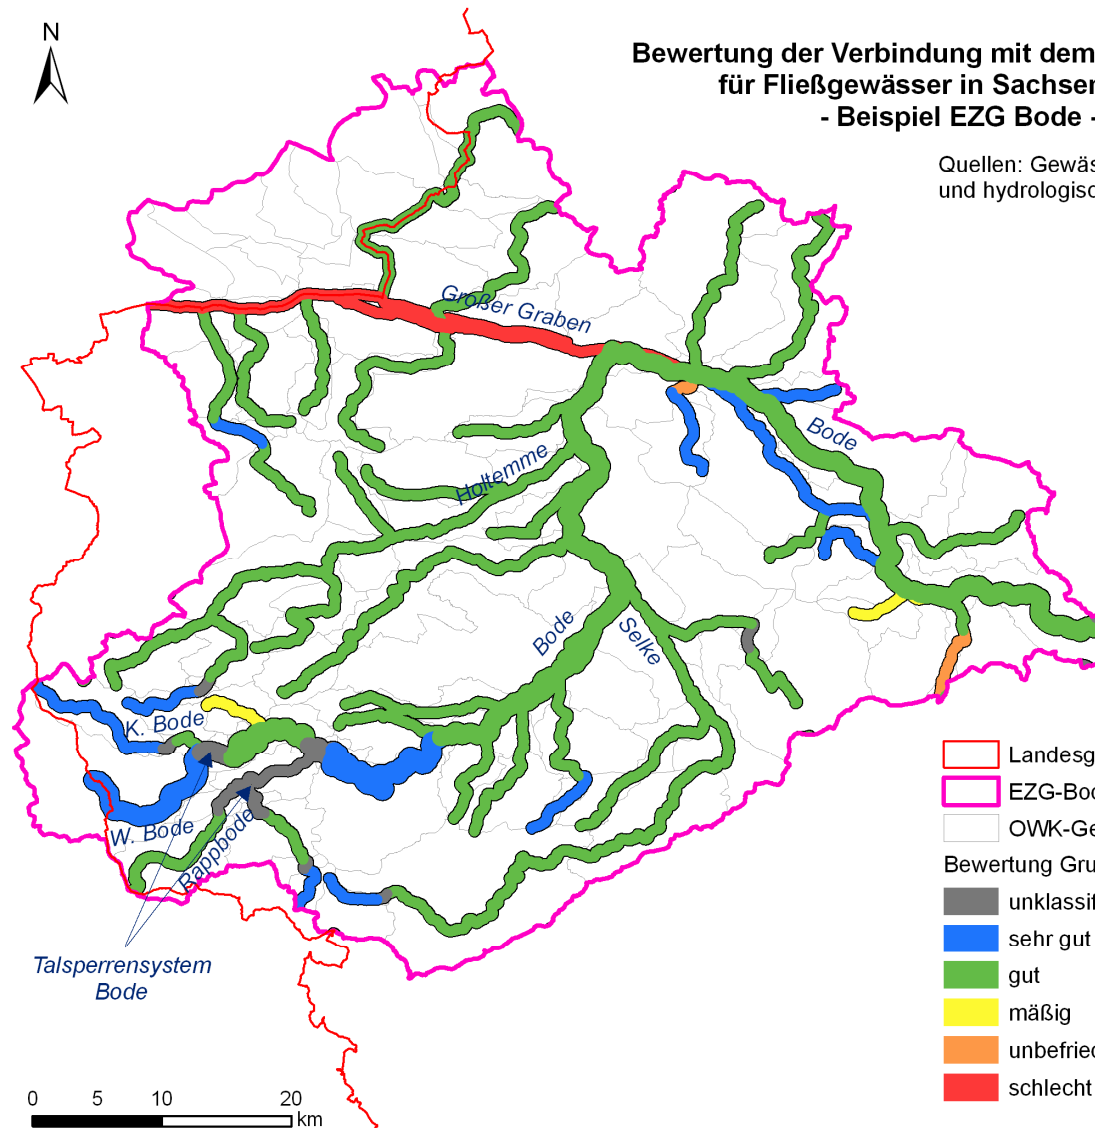 N
Bewertung der Verbindung mit dem
für Fließgewässer in Sachsen
- Beispiel EZG Bode -
Quellen: Gewäs
und hydrologisc
Großer Graben
Bode
Holtemme
Bode
Selke
K. Bode
W. Bode
Rappbode
Talsperrensystem
Bode
Landesg
EZG-Bod
OWK-Ge
Bewertung Gru
unklassif
sehr gut
gut
mäßig
unbefried
schlecht
0 5 10 20
km